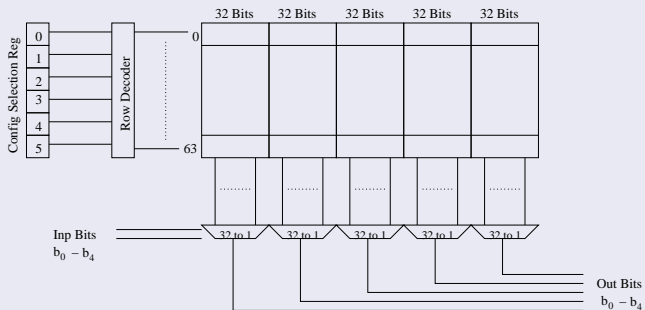 32 Bits 32 Bits 32 Bits 32 Bits 32 Bits
Config Selection Reg
0
1
2
3
4
5
Row Decoder
0
63
32 to 1 32 to 1 32 to 1 32 to 1 32 to 1
Inp Bits
b₀ – b₄
Out Bits
b₀ – b₄